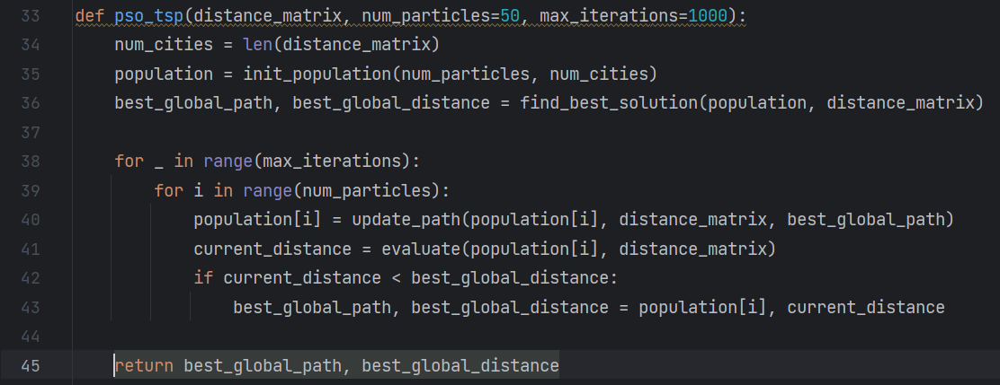 33 def pso_tsp(distance_matrix, num_particles=50, max_iterations=1000):
34 num_cities = len(distance_matrix)
35 population = init_population(num_particles, num_cities)
36 best_global_path, best_global_distance = find_best_solution(population, distance_matrix)
37
38 for _ in range(max_iterations):
39 for i in range(num_particles):
40 population[i] = update_path(population[i], distance_matrix, best_global_path)
41 current_distance = evaluate(population[i], distance_matrix)
42 if current_distance < best_global_distance:
43 best_global_path, best_global_distance = population[i], current_distance
44
45 return best_global_path, best_global_distance